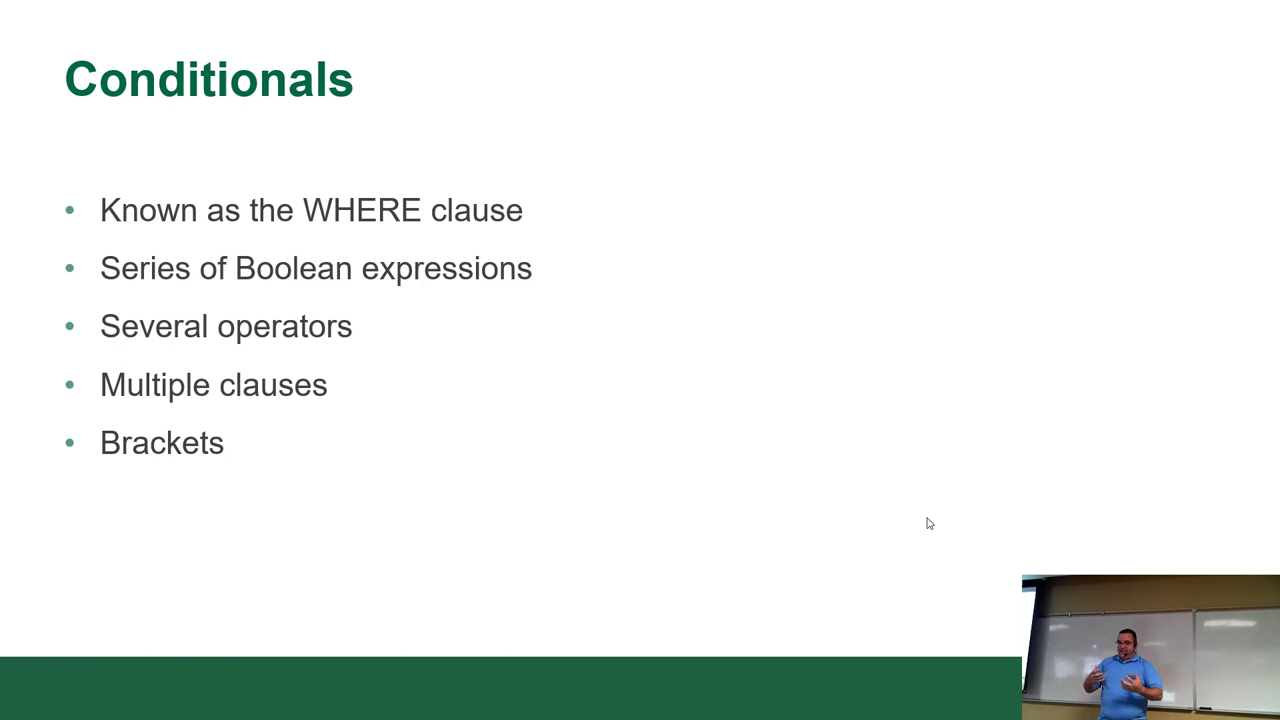 Conditionals
• Known as the WHERE clause
• Series of Boolean expressions
• Several operators
• Multiple clauses
• Brackets